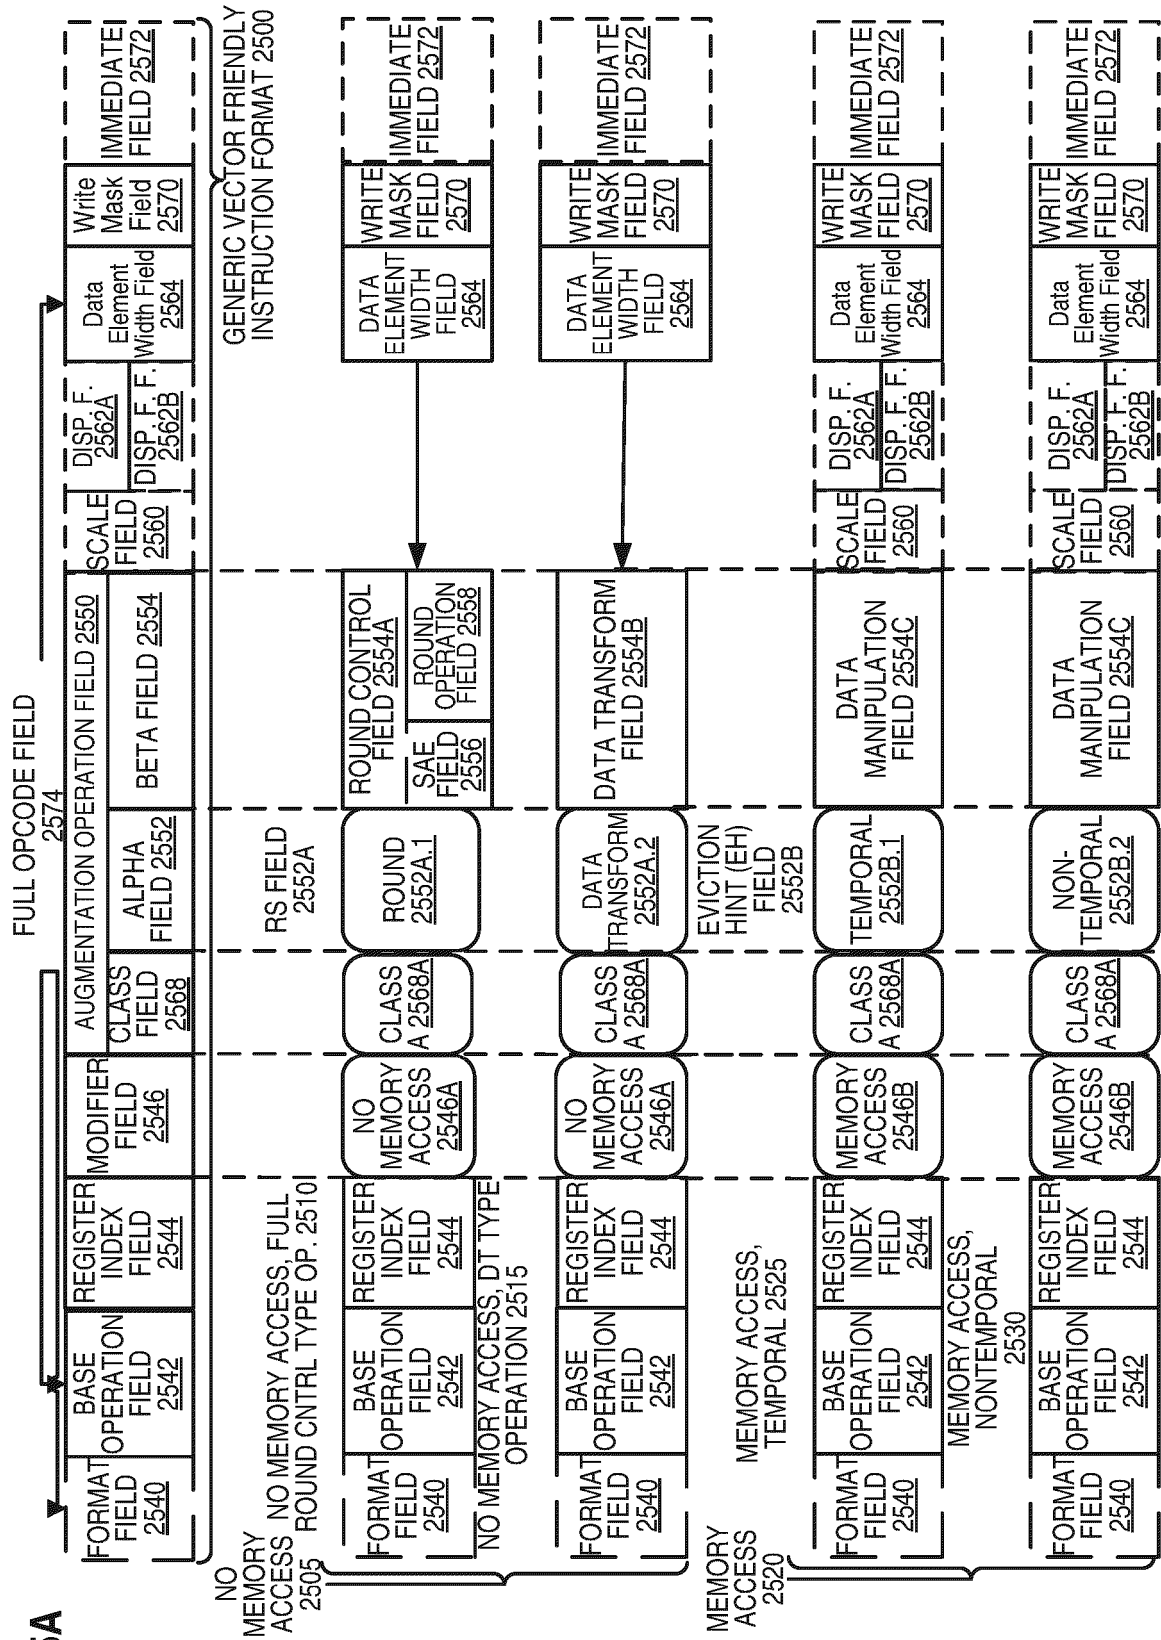 5A
FULL OPCODE FIELD
2574
FORMAT
FIELD
2540
BASE
OPERATION
FIELD
2542
REGISTER
INDEX
FIELD
2544
MODIFIER
FIELD
2546
AUGMENTATION OPERATION FIELD 2550
CLASS
FIELD
2568
ALPHA
FIELD 2552
BETA FIELD 2554
SCALE
FIELD
2560
DISP. F.
2562A
DISP. F. F.
2562B
Data
Element
Width Field
2564
Write
Mask
Field
2570
IMMEDIATE
FIELD 2572
GENERIC VECTOR FRIENDLY
INSTRUCTION FORMAT 2500
NO
MEMORY
ACCESS
2505
NO MEMORY ACCESS, FULL
ROUND CNTRL TYPE OP. 2510
RS FIELD
2552A
FORMAT
FIELD
2540
BASE
OPERATION
FIELD
2542
REGISTER
INDEX
FIELD
2544
NO
MEMORY
ACCESS
2546A
CLASS
A 2568A
ROUND
2552A.1
ROUND CONTROL
FIELD 2554A
SAE
FIELD
2556
ROUND
OPERATION
FIELD 2558
DATA
ELEMENT
WIDTH
FIELD
2564
WRITE
MASK
FIELD
2570
IMMEDIATE
FIELD 2572
NO MEMORY ACCESS, DT TYPE
OPERATION 2515
FORMAT
FIELD
2540
BASE
OPERATION
FIELD
2542
REGISTER
INDEX
FIELD
2544
NO
MEMORY
ACCESS
2546A
CLASS
A 2568A
DATA
TRANSFORM
2552A.2
DATA TRANSFORM
FIELD 2554B
DATA
ELEMENT
WIDTH
FIELD
2564
WRITE
MASK
FIELD
2570
IMMEDIATE
FIELD 2572
MEMORY
ACCESS
2520
MEMORY ACCESS,
TEMPORAL 2525
EVICTION
HINT (EH)
FIELD
2552B
FORMAT
FIELD
2540
BASE
OPERATION
FIELD
2542
REGISTER
INDEX
FIELD
2544
MEMORY
ACCESS
2546B
CLASS
A 2568A
TEMPORAL
2552B.1
DATA
MANIPULATION
FIELD 2554C
SCALE
FIELD
2560
DISP. F.
2562A
DISP. F. F.
2562B
Data
Element
Width Field
2564
WRITE
MASK
FIELD
2570
IMMEDIATE
FIELD 2572
MEMORY ACCESS,
NONTEMPORAL
2530
FORMAT
FIELD
2540
BASE
OPERATION
FIELD
2542
REGISTER
INDEX
FIELD
2544
MEMORY
ACCESS
2546B
CLASS
A 2568A
NON-
TEMPORAL
2552B.2
DATA
MANIPULATION
FIELD 2554C
SCALE
FIELD
2560
DISP. F.
2562A
DISP. F. F.
2562B
Data
Element
Width Field
2564
WRITE
MASK
FIELD
2570
IMMEDIATE
FIELD 2572